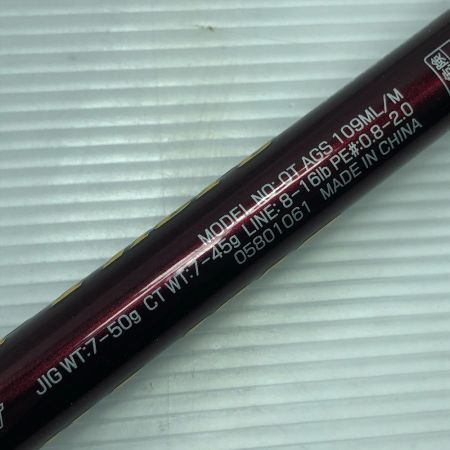 MODEL NO: OT AGS 109ML/M
JIG WT:7-50g CT WT:7-45g LINE: 8-16lb PE#:0.8-2.0
05801061 MADE IN CHINA